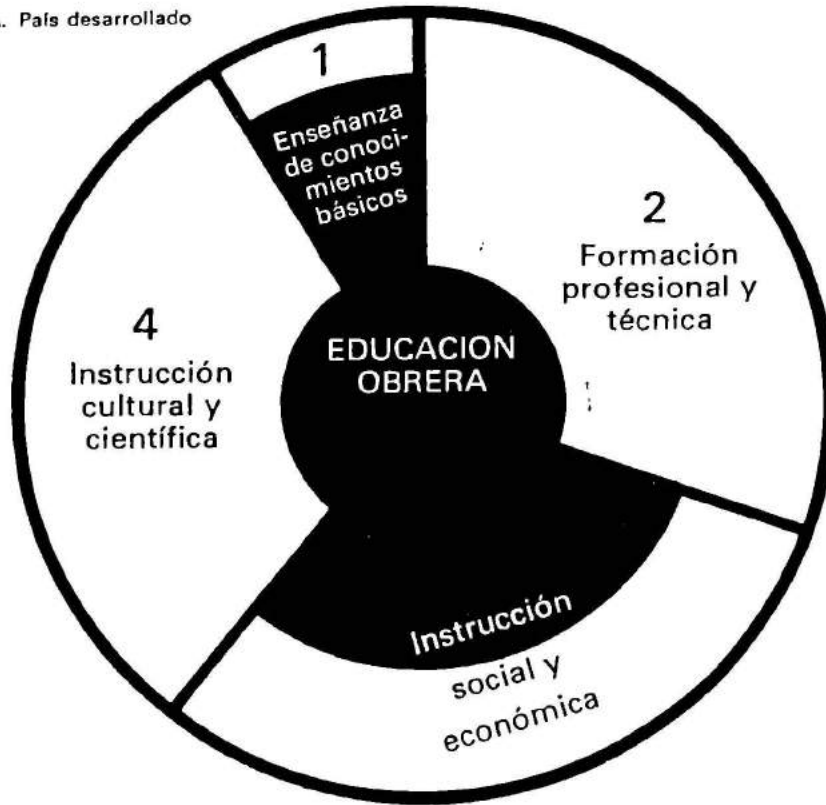 . País desarrollado
1
Enseñanza
de conoci-
mientos
básicos
2
Formación
profesional y
técnica
EDUCACION
OBRERA
4
Instrucción
cultural y
científica
Instrucción
social y
económica